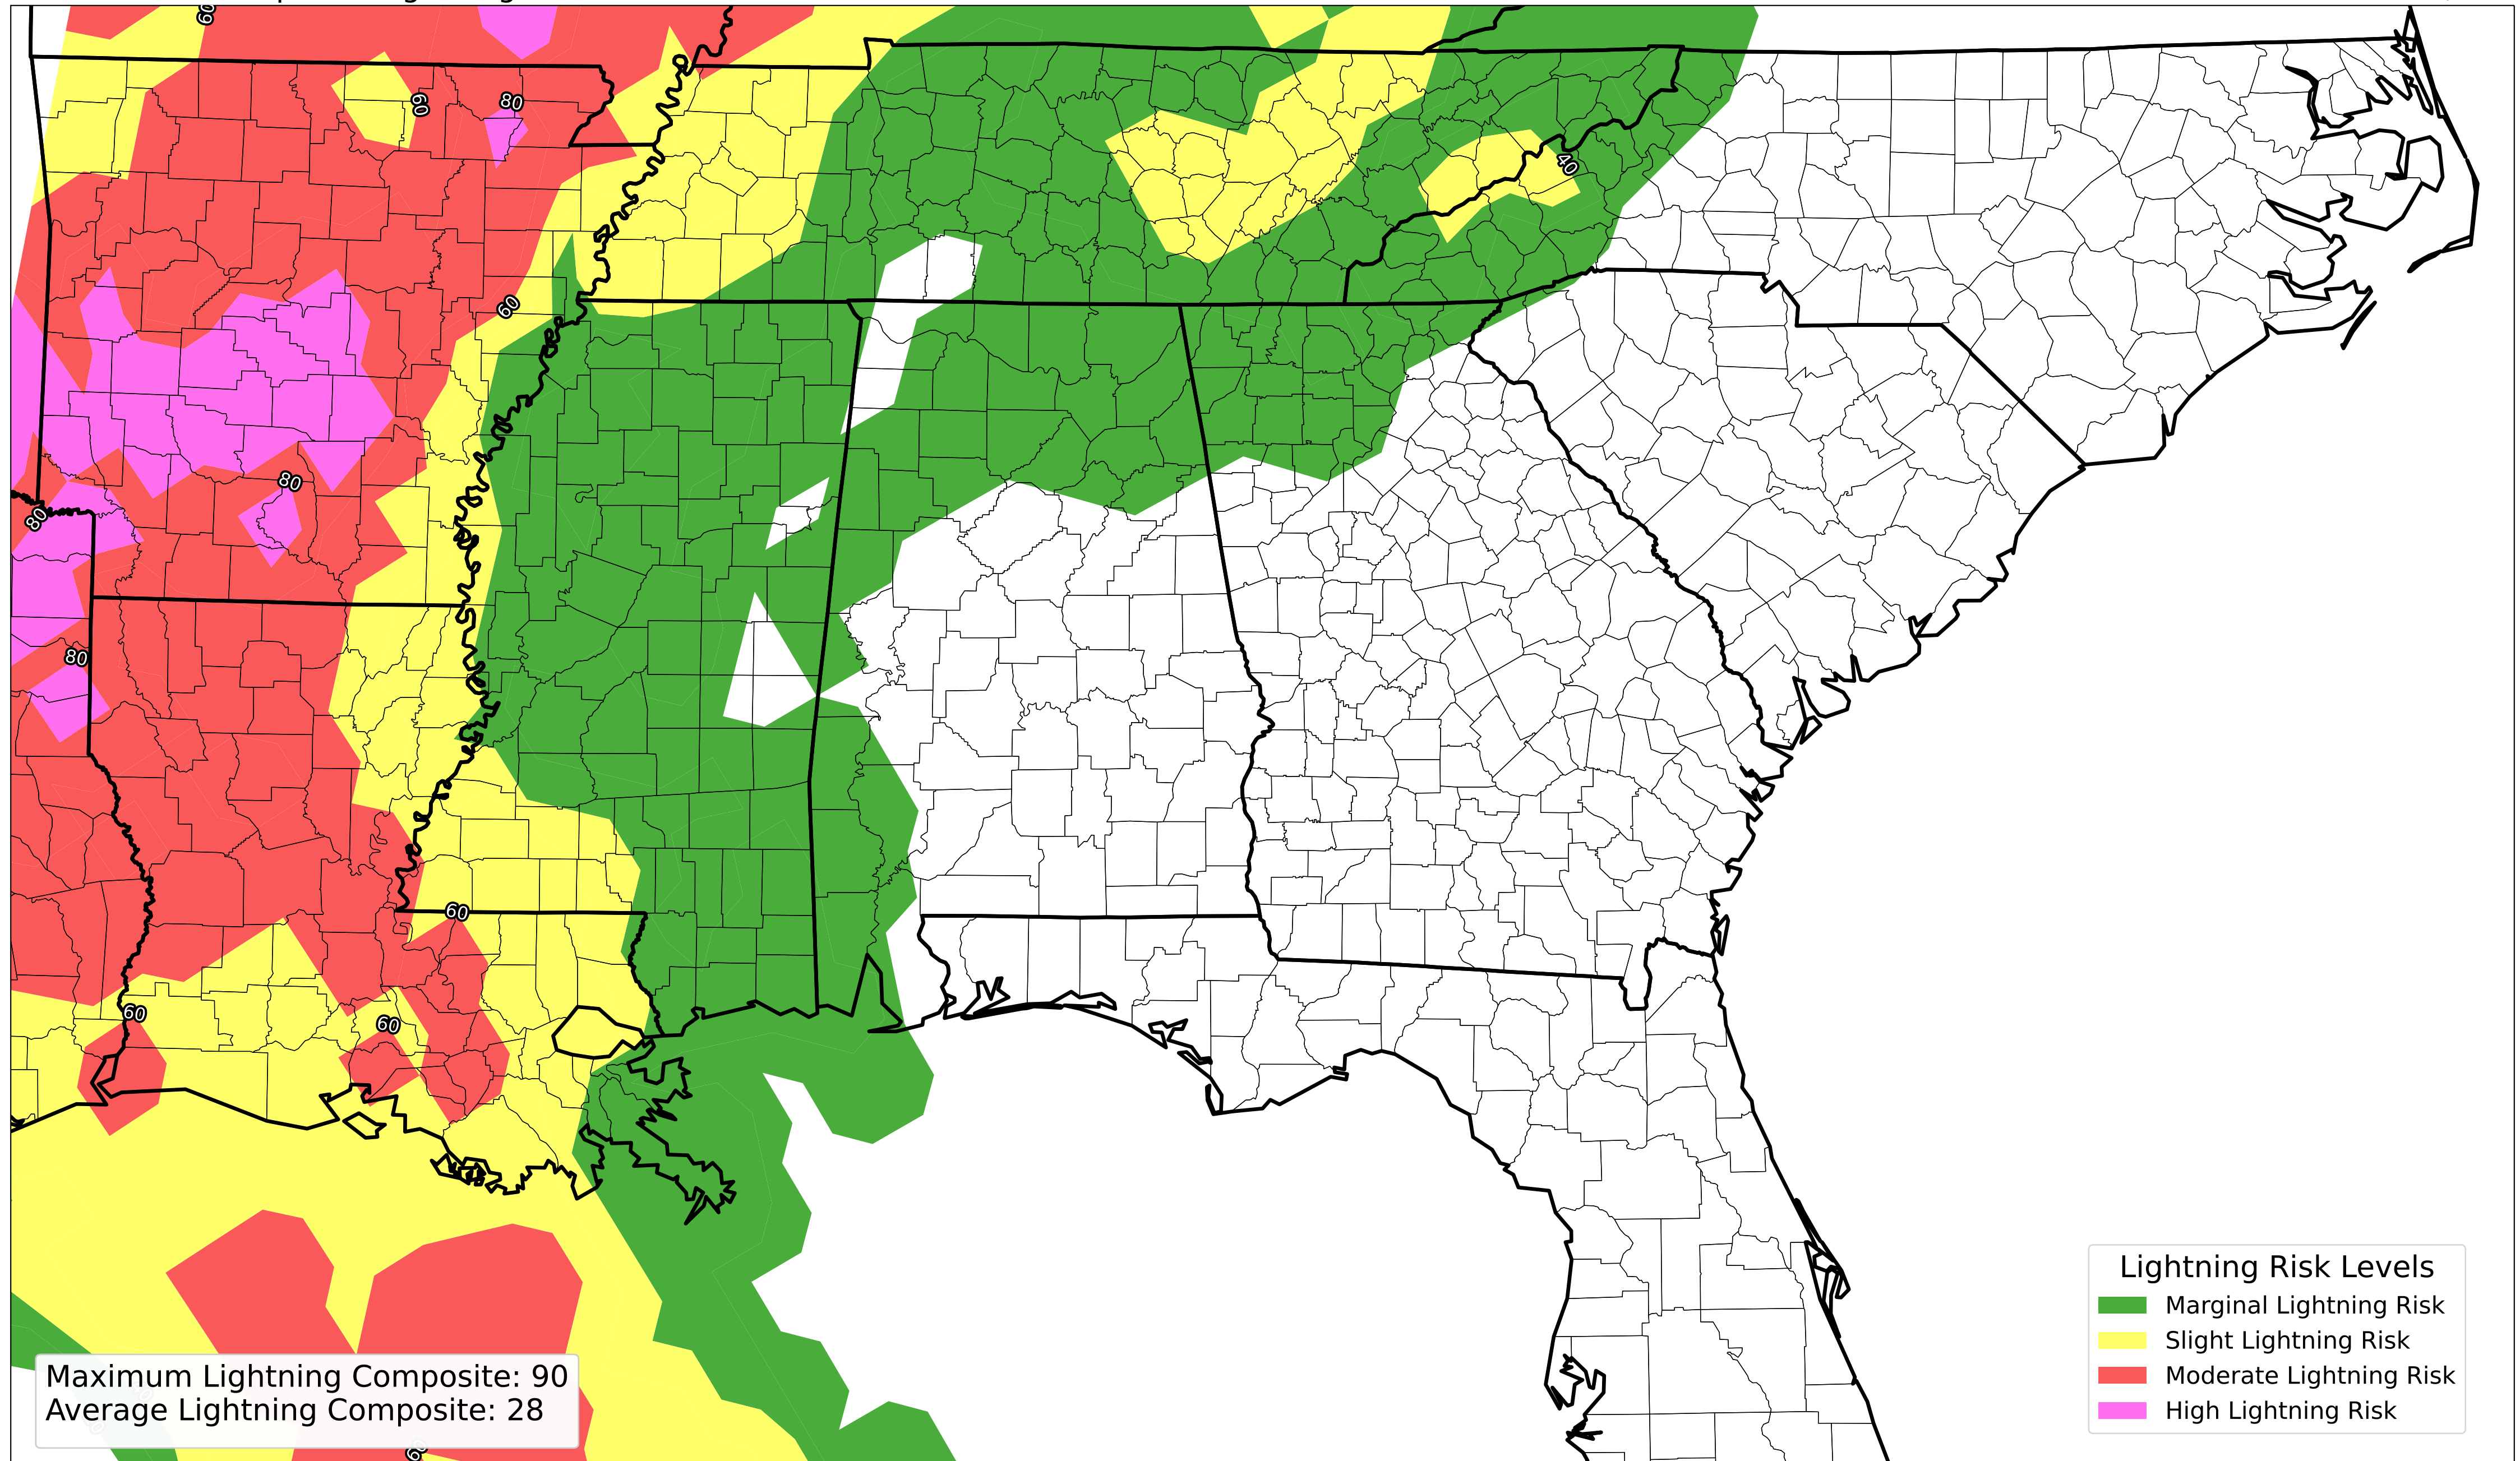 60
60
80
60
40
80
80
80
60
60
60
60
Lightning Risk Levels
Marginal Lightning Risk
Slight Lightning Risk
Moderate Lightning Risk
High Lightning Risk
Maximum Lightning Composite: 90
Average Lightning Composite: 28